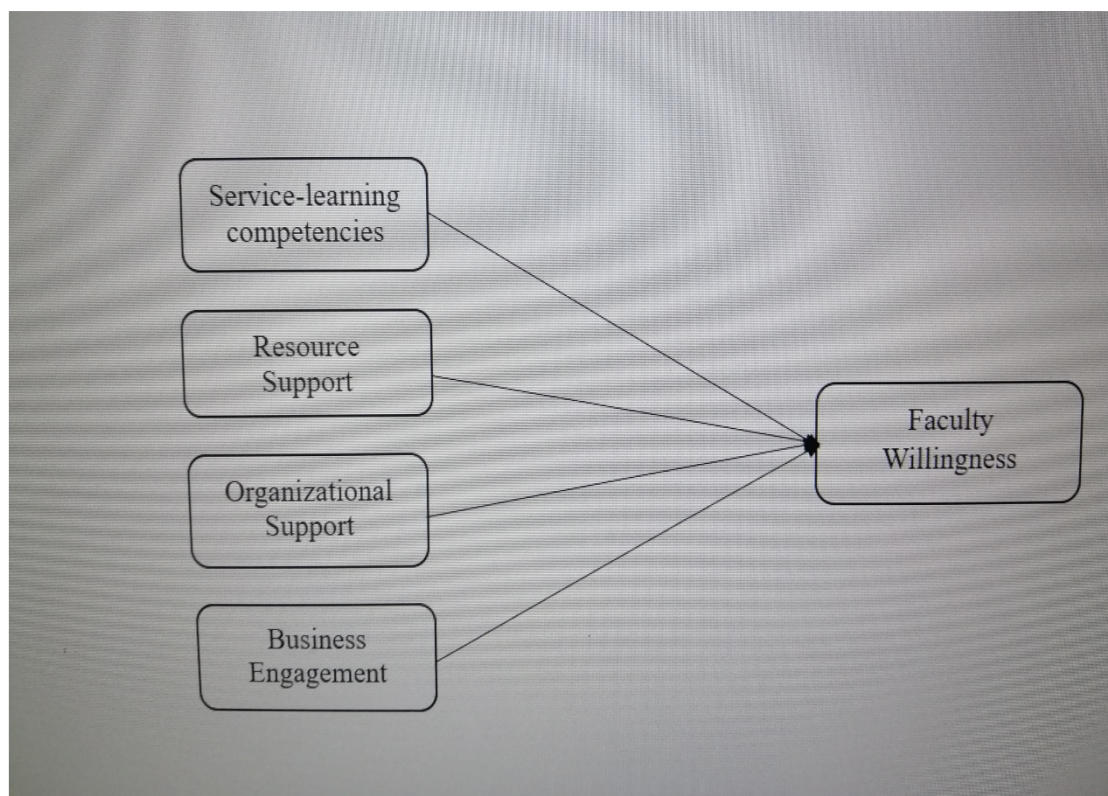 Service-learning
competencies
Resource
Support
Organizational
Support
Business
Engagement
Faculty
Willingness